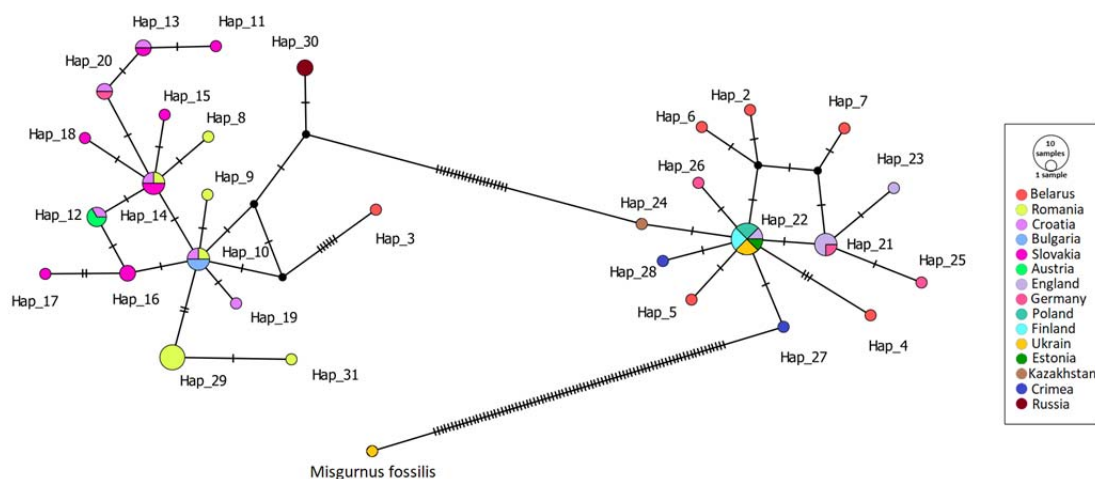 Hap_13
Hap_11
Hap_20
Hap_30
Hap_15
Hap_8
Hap_18
Hap_2
Hap_7
Hap_6
Hap_9
Hap_26
Hap_23
Hap_12
Hap_14
Hap_3
Hap_24
Hap_22
Hap_10
Hap_21
Hap_28
Hap_25
Hap_17
Hap_16
Hap_19
Hap_5
Hap_4
Hap_27
Hap_29
Hap_31
Misgurnus fossilis
10
samples
1 sample
Belarus
Romania
Croatia
Bulgaria
Slovakia
Austria
England
Germany
Poland
Finland
Ukrain
Estonia
Kazakhstan
Crimea
Russia